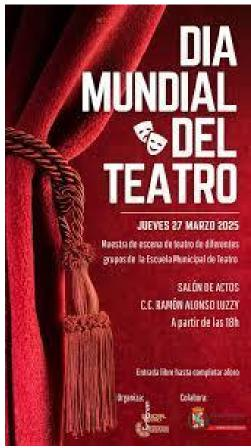 DIA
MUNDIAL
DEL
TEATRO
JUEVES 27 MARZO 2025
Muestra de escena de teatro de diferentes
grupos de la Escuela Municipal de Teatro
SALÓN DE ACTOS
C.C. RAMÓN ALONSO LUZZY
A partir de las 18h
Entrada libre hasta completar aforo
Organiza:
Colabora: